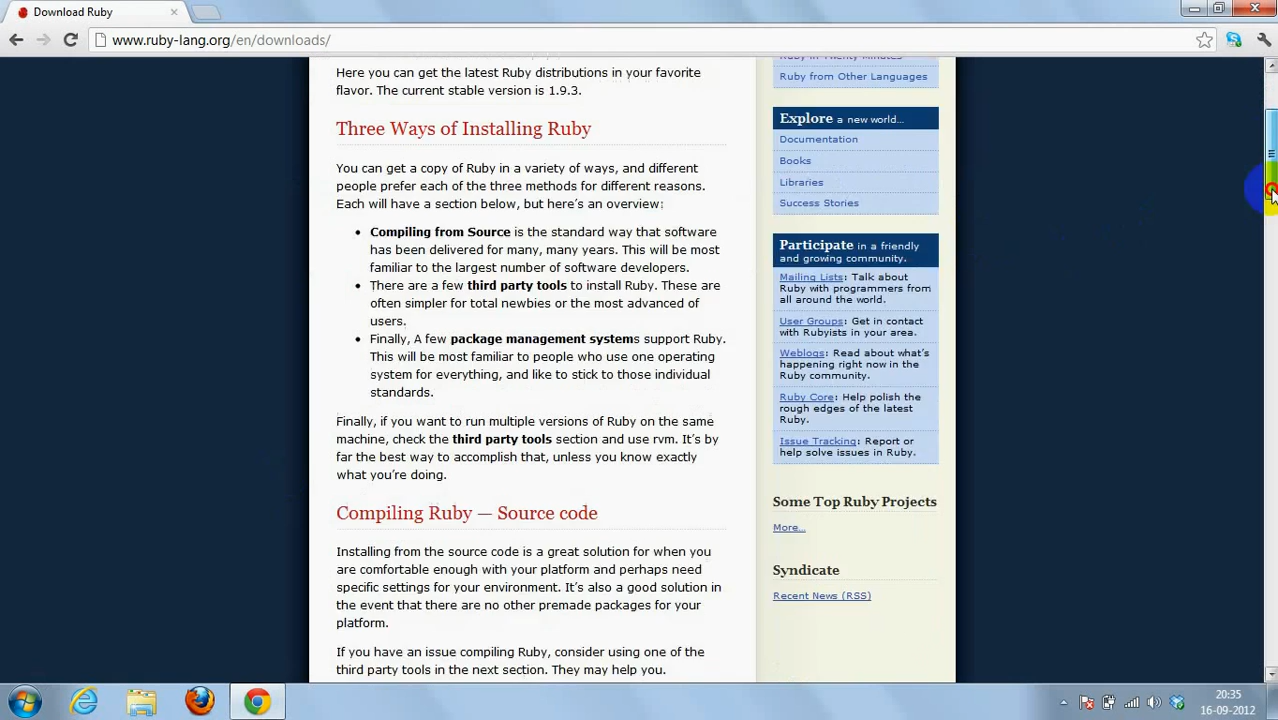 Download Ruby
www.ruby-lang.org/en/downloads/
Here you can get the latest Ruby distributions in your favorite
flavor. The current stable version is 1.9.3.
Three Ways of Installing Ruby
You can get a copy of Ruby in a variety of ways, and different
people prefer each of the three methods for different reasons.
Each will have a section below, but here's an overview:
• Compiling from Source is the standard way that software
has been delivered for many, many years. This will be most
familiar to the largest number of software developers.
• There are a few third party tools to install Ruby. These are
often simpler for total newbies or the most advanced of
users.
• Finally, A few package management systems support Ruby.
This will be most familiar to people who use one operating
system for everything, and like to stick to those individual
standards.
Finally, if you want to run multiple versions of Ruby on the same
machine, check the third party tools section and use rvm. It's by
far the best way to accomplish that, unless you know exactly
what you're doing.
Compiling Ruby — Source code
Installing from the source code is a great solution for when you
are comfortable enough with your platform and perhaps need
specific settings for your environment. It's also a good solution in
the event that there are no other premade packages for your
platform.
If you have an issue compiling Ruby, consider using one of the
third party tools in the next section. They may help you.
Ruby in Twenty Minutes
Ruby from Other Languages
Explore a new world...
Documentation
Books
Libraries
Success Stories
Participate in a friendly
and growing community.
Mailing Lists: Talk about
Ruby with programmers from
all around the world.
User Groups: Get in contact
with Rubyists in your area.
Weblogs: Read about what's
happening right now in the
Ruby community.
Ruby Core: Help polish the
rough edges of the latest
Ruby.
Issue Tracking: Report or
help solve issues in Ruby.
Some Top Ruby Projects
More...
Syndicate
Recent News (RSS)
20:35
16-09-2012